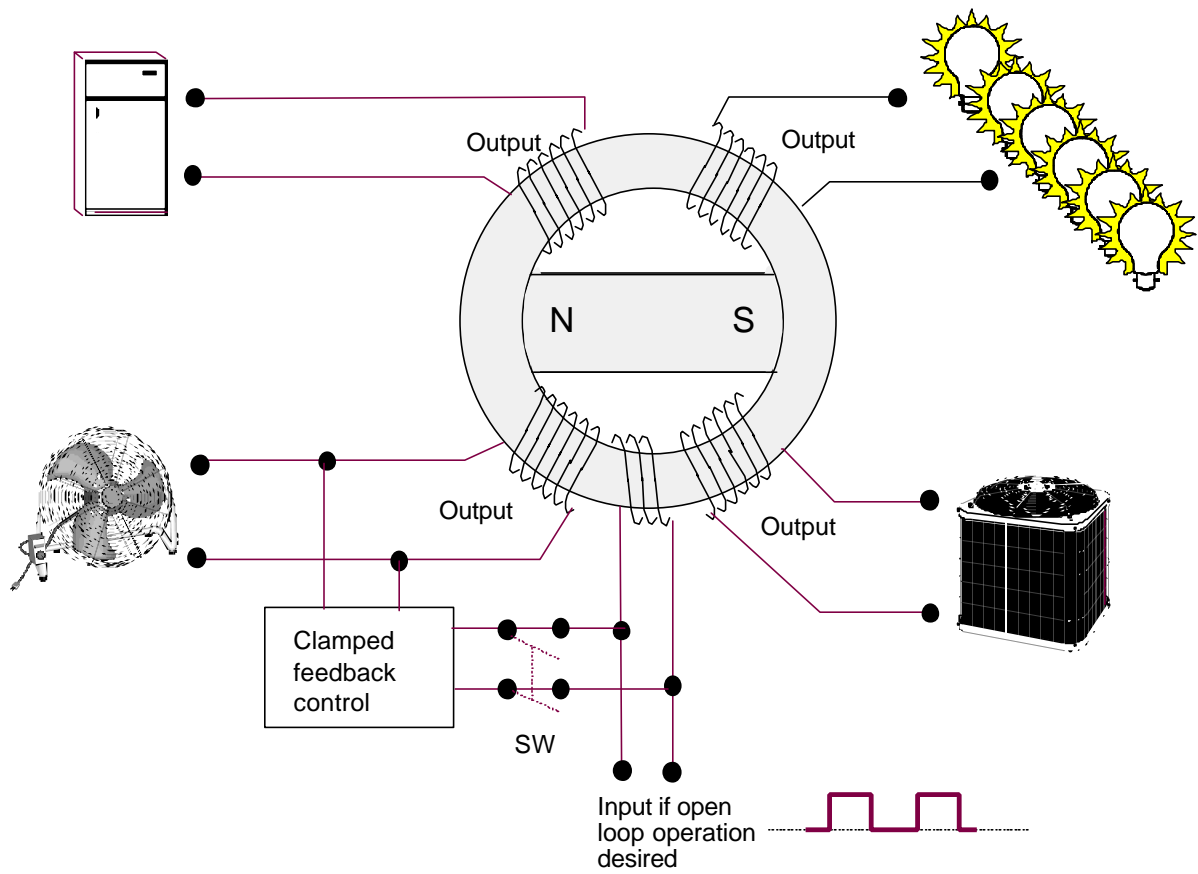 Output
Output
N
S
Output
Output
Clamped
feedback
control
SW
Input if open
loop operation
desired